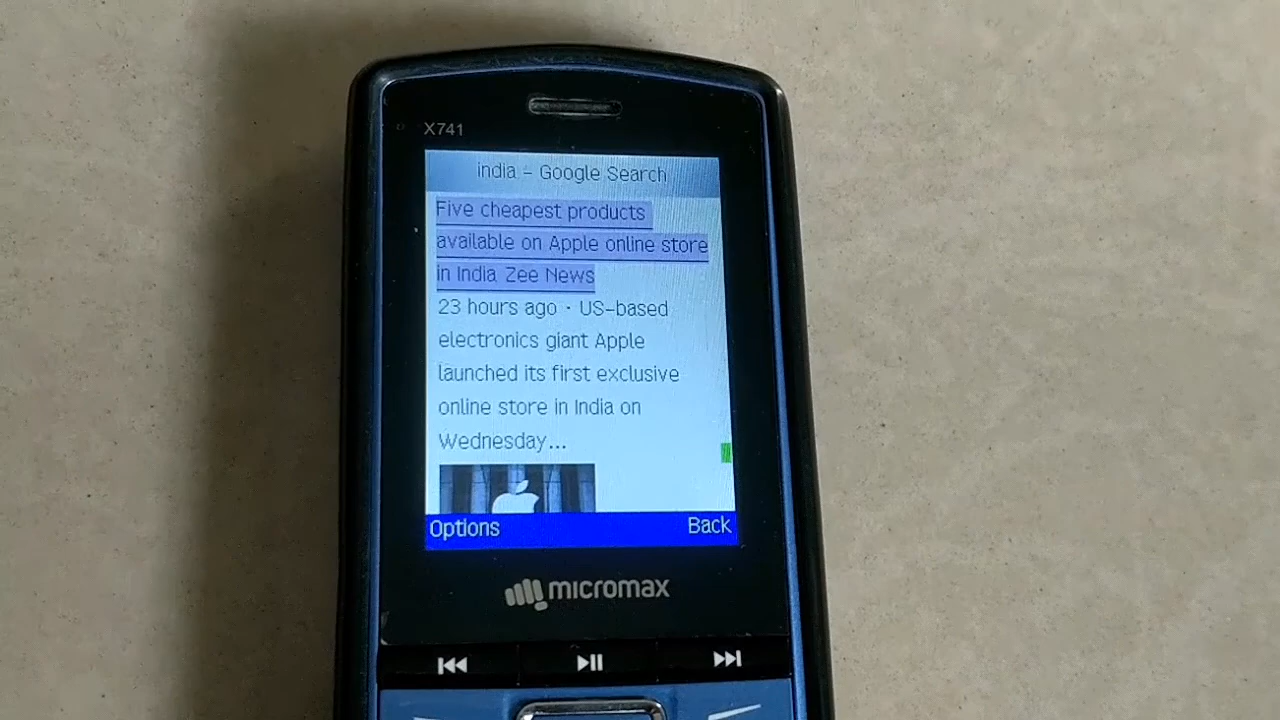 X741
india - Google Search
Five cheapest products
available on Apple online store
in India Zee News
23 hours ago · US-based
electronics giant Apple
launched its first exclusive
online store in India on
Wednesday...
Options Back
micromax